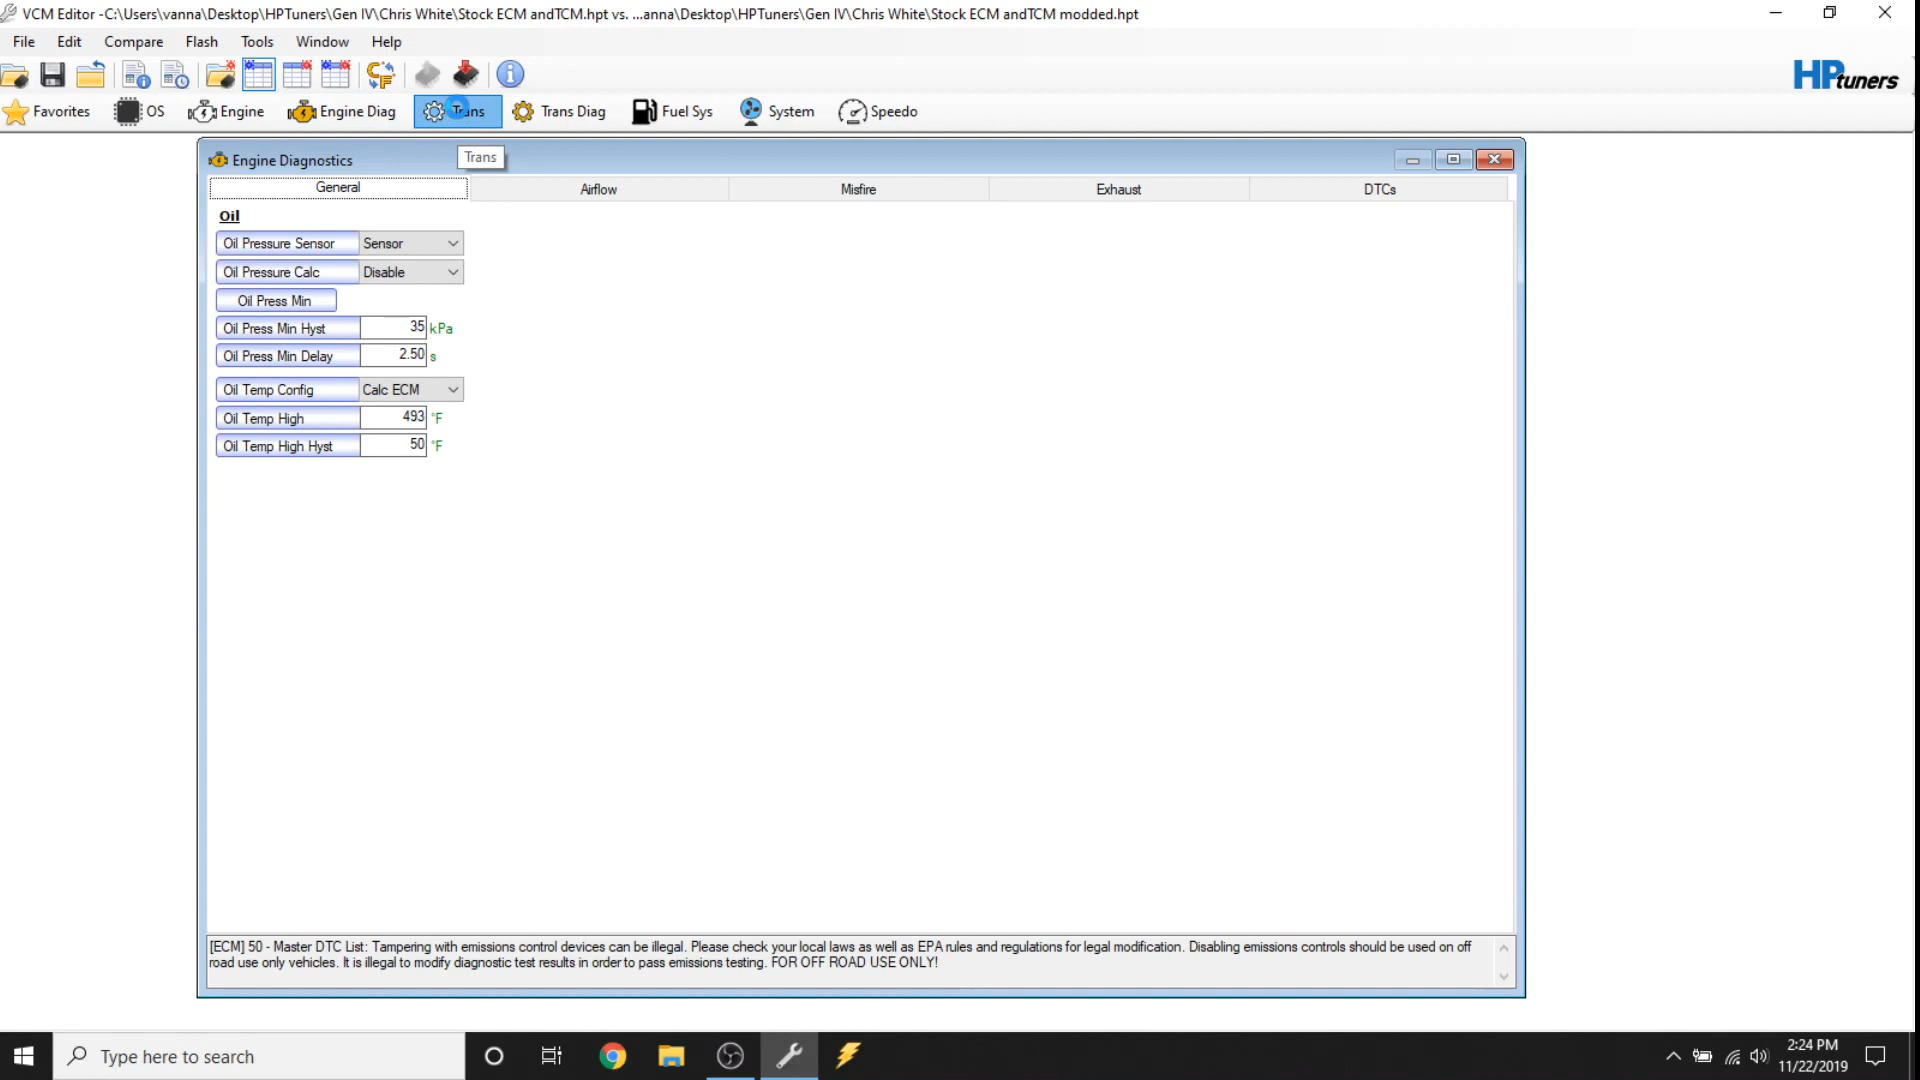 VCM Editor -C:\Users\vanna\Desktop\HPTuners\Gen IV\Chris White\Stock ECM andTCM.hpt vs. ...anna\Desktop\HPTuners\Gen IV\Chris White\Stock ECM andTCM modded.hpt
File Edit Compare Flash Tools Window Help
HPtuners
Favorites OS Engine Engine Diag Trans Trans Diag Fuel Sys System Speedo
Engine Diagnostics
Trans
General Airflow Misfire Exhaust DTCs
Oil
Oil Pressure Sensor Sensor
Oil Pressure Calc Disable
Oil Press Min
Oil Press Min Hyst 35 kPa
Oil Press Min Delay 2.50 s
Oil Temp Config Calc ECM
Oil Temp High 493 °F
Oil Temp High Hyst 50 °F
[ECM] 50 - Master DTC List: Tampering with emissions control devices can be illegal. Please check your local laws as well as EPA rules and regulations for legal modification. Disabling emissions controls should be used on off
road use only vehicles. It is illegal to modify diagnostic test results in order to pass emissions testing. FOR OFF ROAD USE ONLY!
Type here to search
2:24 PM
11/22/2019